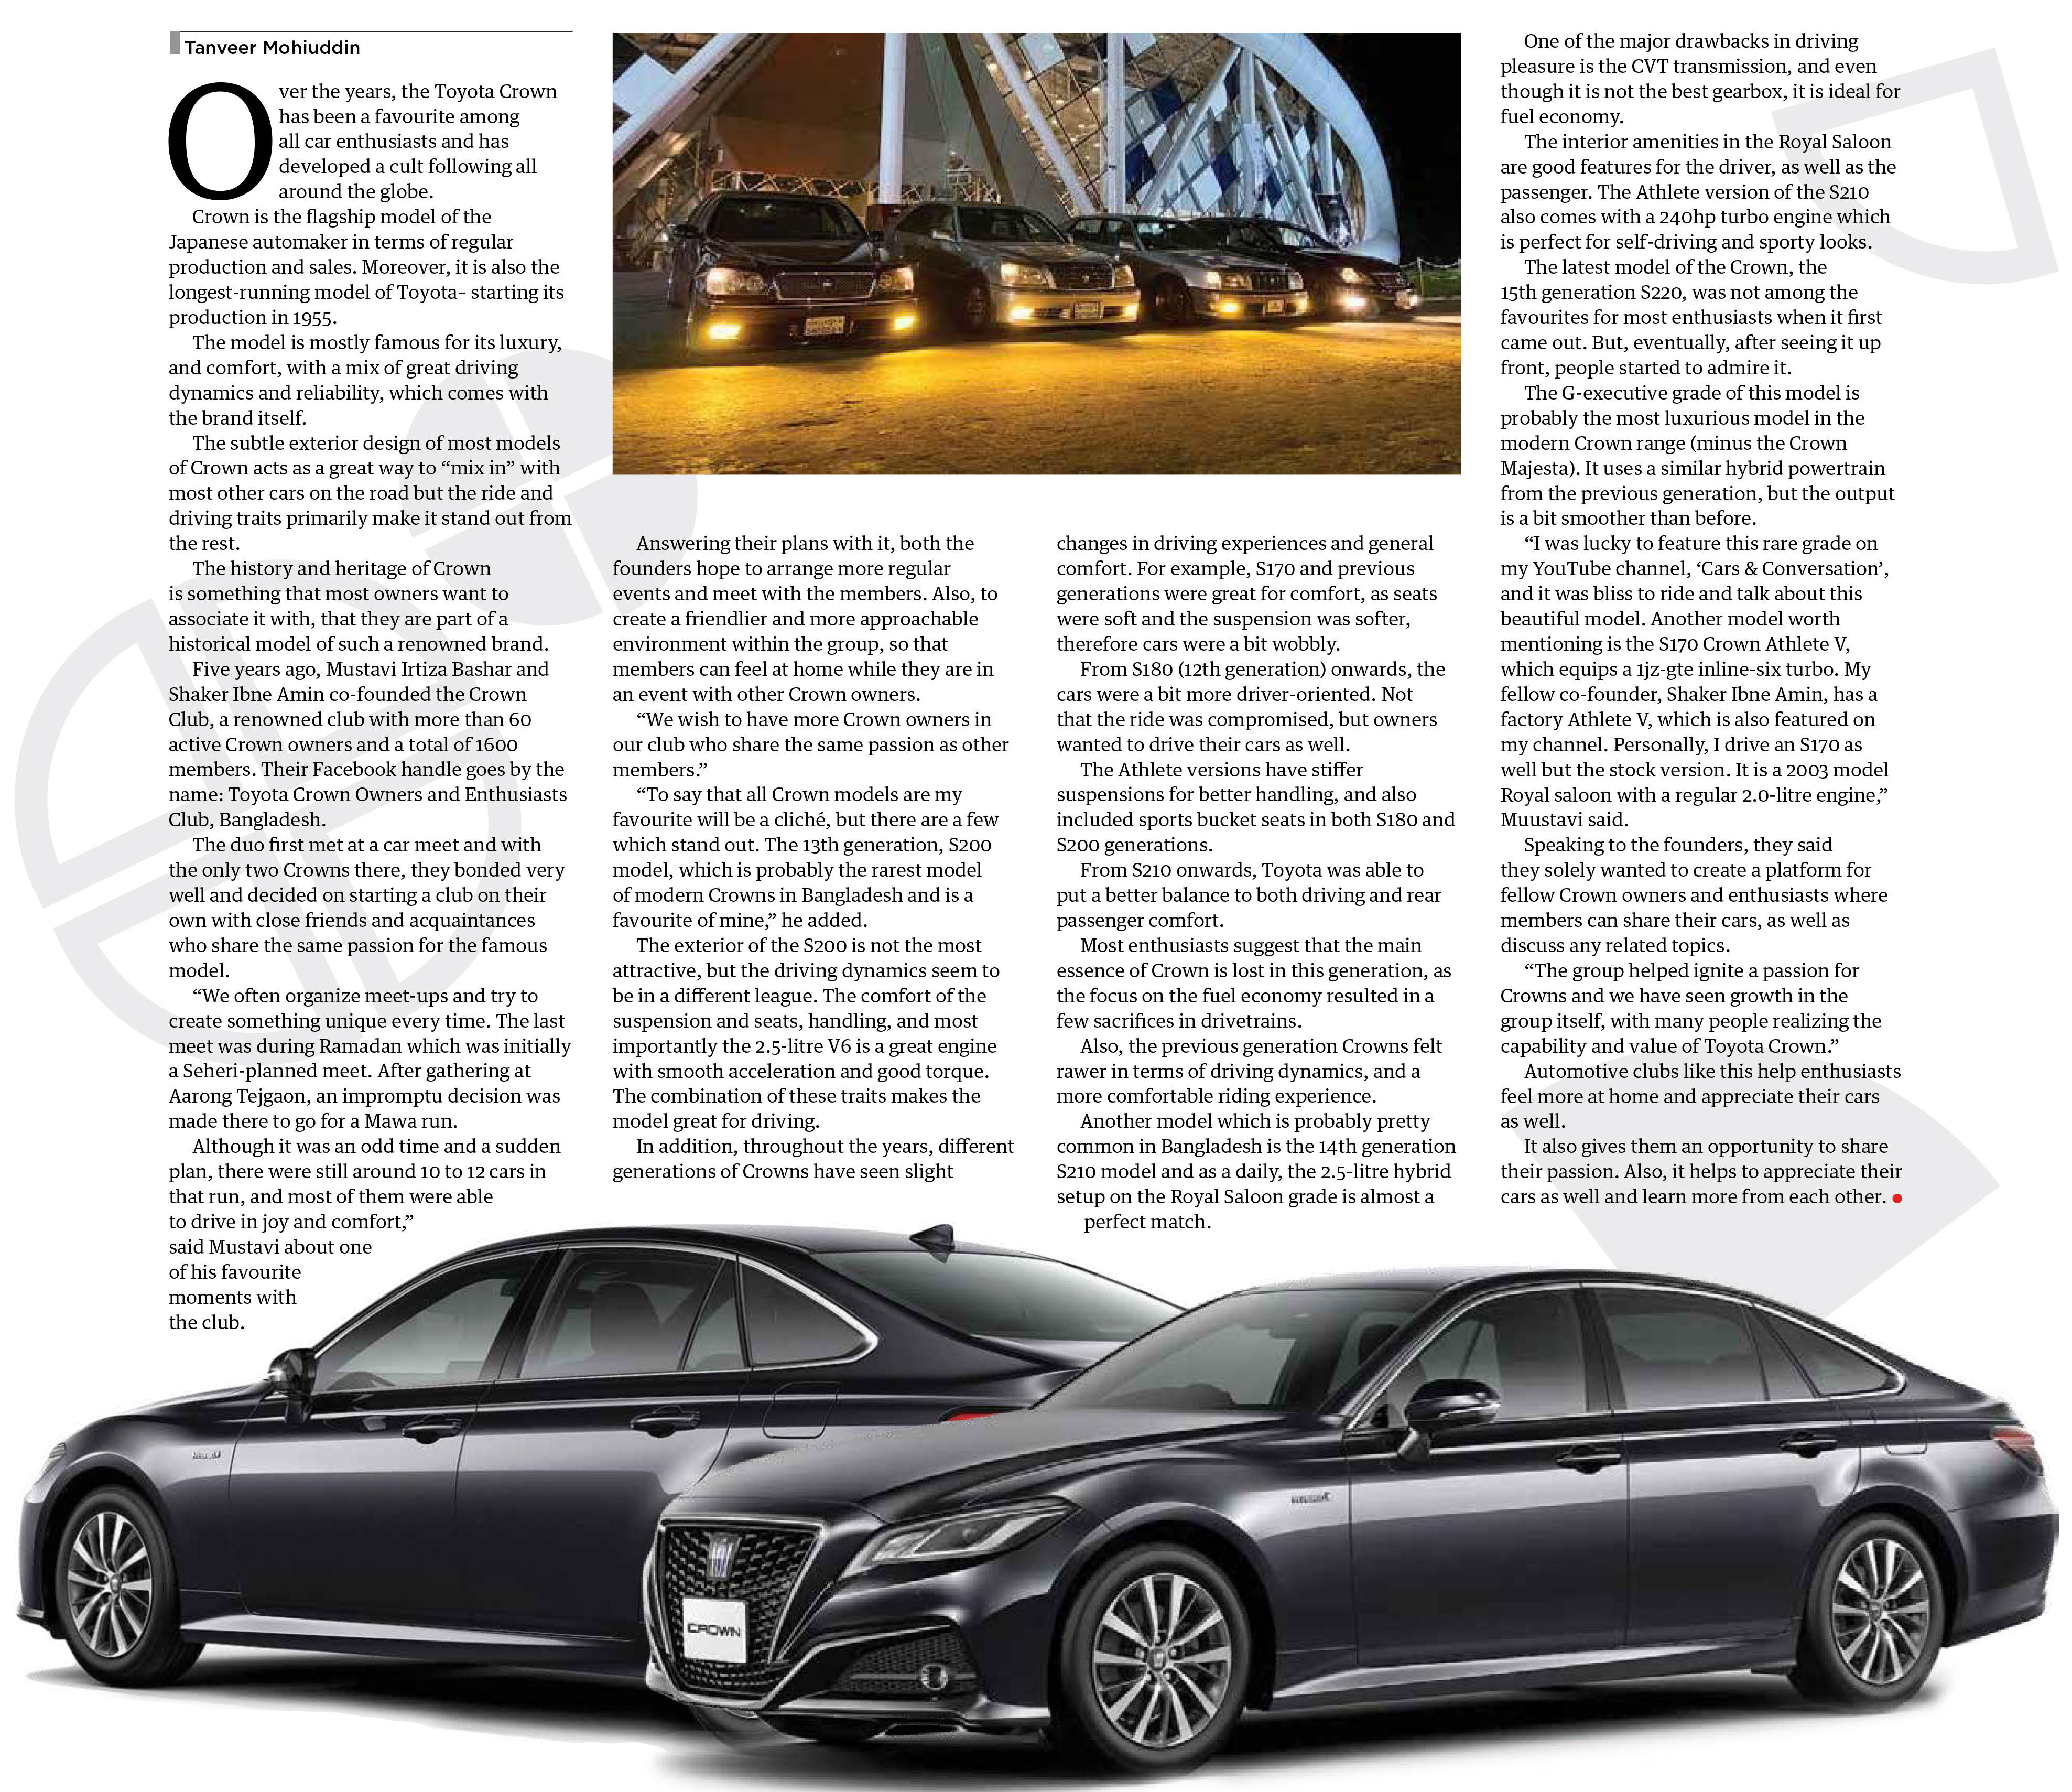 Tanveer Mohiuddin
Over the years, the Toyota Crown
has been a favourite among
all car enthusiasts and has
developed a cult following all
around the globe.
Crown is the flagship model of the
Japanese automaker in terms of regular
production and sales. Moreover, it is also the
longest-running model of Toyota– starting its
production in 1955.
The model is mostly famous for its luxury,
and comfort, with a mix of great driving
dynamics and reliability, which comes with
the brand itself.
The subtle exterior design of most models
of Crown acts as a great way to “mix in” with
most other cars on the road but the ride and
driving traits primarily make it stand out from
the rest.
The history and heritage of Crown
is something that most owners want to
associate it with, that they are part of a
historical model of such a renowned brand.
Five years ago, Mustavi Irtiza Bashar and
Shaker Ibne Amin co-founded the Crown
Club, a renowned club with more than 60
active Crown owners and a total of 1600
members. Their Facebook handle goes by the
name: Toyota Crown Owners and Enthusiasts
Club, Bangladesh.
The duo first met at a car meet and with
the only two Crowns there, they bonded very
well and decided on starting a club on their
own with close friends and acquaintances
who share the same passion for the famous
model.
“We often organize meet-ups and try to
create something unique every time. The last
meet was during Ramadan which was initially
a Seheri-planned meet. After gathering at
Aarong Tejgaon, an impromptu decision was
made there to go for a Mawa run.
Although it was an odd time and a sudden
plan, there were still around 10 to 12 cars in
that run, and most of them were able
to drive in joy and comfort,”
said Mustavi about one
of his favourite
moments with
the club.
Answering their plans with it, both the
founders hope to arrange more regular
events and meet with the members. Also, to
create a friendlier and more approachable
environment within the group, so that
members can feel at home while they are in
an event with other Crown owners.
“We wish to have more Crown owners in
our club who share the same passion as other
members.”
“To say that all Crown models are my
favourite will be a cliché, but there are a few
which stand out. The 13th generation, S200
model, which is probably the rarest model
of modern Crowns in Bangladesh and is a
favourite of mine,” he added.
The exterior of the S200 is not the most
attractive, but the driving dynamics seem to
be in a different league. The comfort of the
suspension and seats, handling, and most
importantly the 2.5-litre V6 is a great engine
with smooth acceleration and good torque.
The combination of these traits makes the
model great for driving.
In addition, throughout the years, different
generations of Crowns have seen slight
changes in driving experiences and general
comfort. For example, S170 and previous
generations were great for comfort, as seats
were soft and the suspension was softer,
therefore cars were a bit wobbly.
From S180 (12th generation) onwards, the
cars were a bit more driver-oriented. Not
that the ride was compromised, but owners
wanted to drive their cars as well.
The Athlete versions have stiffer
suspensions for better handling, and also
included sports bucket seats in both S180 and
S200 generations.
From S210 onwards, Toyota was able to
put a better balance to both driving and rear
passenger comfort.
Most enthusiasts suggest that the main
essence of Crown is lost in this generation, as
the focus on the fuel economy resulted in a
few sacrifices in drivetrains.
Also, the previous generation Crowns felt
rawer in terms of driving dynamics, and a
more comfortable riding experience.
Another model which is probably pretty
common in Bangladesh is the 14th generation
S210 model and as a daily, the 2.5-litre hybrid
setup on the Royal Saloon grade is almost a
perfect match.
One of the major drawbacks in driving
pleasure is the CVT transmission, and even
though it is not the best gearbox, it is ideal for
fuel economy.
The interior amenities in the Royal Saloon
are good features for the driver, as well as the
passenger. The Athlete version of the S210
also comes with a 240hp turbo engine which
is perfect for self-driving and sporty looks.
The latest model of the Crown, the
15th generation S220, was not among the
favourites for most enthusiasts when it first
came out. But, eventually, after seeing it up
front, people started to admire it.
The G-executive grade of this model is
probably the most luxurious model in the
modern Crown range (minus the Crown
Majesta). It uses a similar hybrid powertrain
from the previous generation, but the output
is a bit smoother than before.
“I was lucky to feature this rare grade on
my YouTube channel, ‘Cars & Conversation’,
and it was bliss to ride and talk about this
beautiful model. Another model worth
mentioning is the S170 Crown Athlete V,
which equips a 1jz-gte inline-six turbo. My
fellow co-founder, Shaker Ibne Amin, has a
factory Athlete V, which is also featured on
my channel. Personally, I drive an S170 as
well but the stock version. It is a 2003 model
Royal saloon with a regular 2.0-litre engine,”
Muustavi said.
Speaking to the founders, they said
they solely wanted to create a platform for
fellow Crown owners and enthusiasts where
members can share their cars, as well as
discuss any related topics.
“The group helped ignite a passion for
Crowns and we have seen growth in the
group itself, with many people realizing the
capability and value of Toyota Crown.”
Automotive clubs like this help enthusiasts
feel more at home and appreciate their cars
as well.
It also gives them an opportunity to share
their passion. Also, it helps to appreciate their
cars as well and learn more from each other.
CROWN